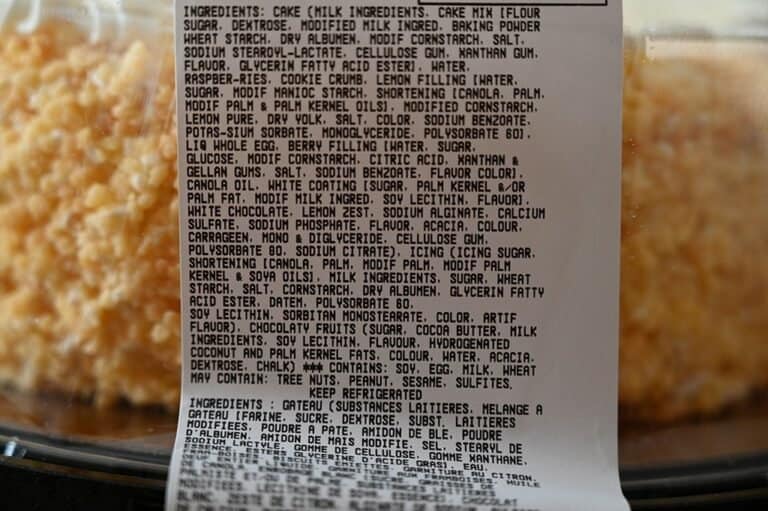 INGREDIENTS: CAKE (MILK INGREDIENTS. CAKE MIX [FLOUR
SUGAR, DEXTROSE, MODIFIED MILK INGRED, BAKING POWDER
WHEAT STARCH, DRY ALBUMEN, MODIF CORNSTARCH, SALT,
SODIUM STEAROYL-LACTATE, CELLULOSE GUM, XANTHAN GUM,
FLAVOR, GLYCERIN FATTY ACID ESTER], WATER,
RASPBER-RIES, COOKIE CRUMB, LEMON FILLING [WATER,
SUGAR, MODIF MANIOC STARCH, SHORTENING [CANOLA, PALM,
MODIF PALM & PALM KERNEL OILS], MODIFIED CORNSTARCH,
LEMON PURE, DRY YOLK, SALT, COLOR, SODIUM BENZOATE,
POTAS-SIUM SORBATE, MONOGLYCERIDE, POLYSORBATE 60],
LIQ WHOLE EGG, BERRY FILLING [WATER, SUGAR,
GLUCOSE, MODIF CORNSTARCH, CITRIC ACID, XANTHAN &
GELLAN GUMS, SALT, SODIUM BENZOATE, FLAVOR COLOR],
CANOLA OIL, WHITE COATING [SUGAR, PALM KERNEL &/OR
PALM FAT, MODIF MILK INGRED, SOY LECITHIN, FLAVOR],
WHITE CHOCOLATE, LEMON ZEST, SODIUM ALGINATE, CALCIUM
SULFATE, SODIUM PHOSPHATE, FLAVOR, ACACIA, COLOUR,
CARRAGEEN, MONO & DIGLYCERIDE, CELLULOSE GUM,
POLYSORBATE 80, SODIUM CITRATE), ICING (ICING SUGAR,
SHORTENING [CANOLA, PALM, MODIF PALM, MODIF PALM
KERNEL & SOYA OILS], MILK INGREDIENTS, SUGAR, WHEAT
STARCH, SALT, CORNSTARCH, DRY ALBUMEN, GLYCERIN FATTY
ACID ESTER, DATEM, POLYSORBATE 60,
SOY LECITHIN, SORBITAN MONOSTEARATE, COLOR, ARTIF
FLAVOR), CHOCOLATY FRUITS (SUGAR, COCOA BUTTER, MILK
INGREDIENTS, SOY LECITHIN, FLAVOUR, HYDROGENATED
COCONUT AND PALM KERNEL FATS, COLOUR, WATER, ACACIA,
DEXTROSE, CHALK) *** CONTAINS: SOY, EGG, MILK, WHEAT
MAY CONTAIN: TREE NUTS, PEANUT, SESAME, SULFITES.
KEEP REFRIGERATED
INGREDIENTS : GATEAU (SUBSTANCES LAITIERES, MELANGE A
GATEAU [FARINE, SUCRE, DEXTROSE, SUBST. LAITIERES
MODIFIEES, POUDRE A PATE, AMIDON DE BLE, POUDRE
D'ALBUMEN, AMIDON DE MAIS MODIFIE, SEL, STEARYL DE
SODIUM LACTYLE, GOMME DE CELLULOSE, GOMME XANTHANE,
ESSENCE, ESTERS GLYCERINE D'ACIDE GRAS], EAU,